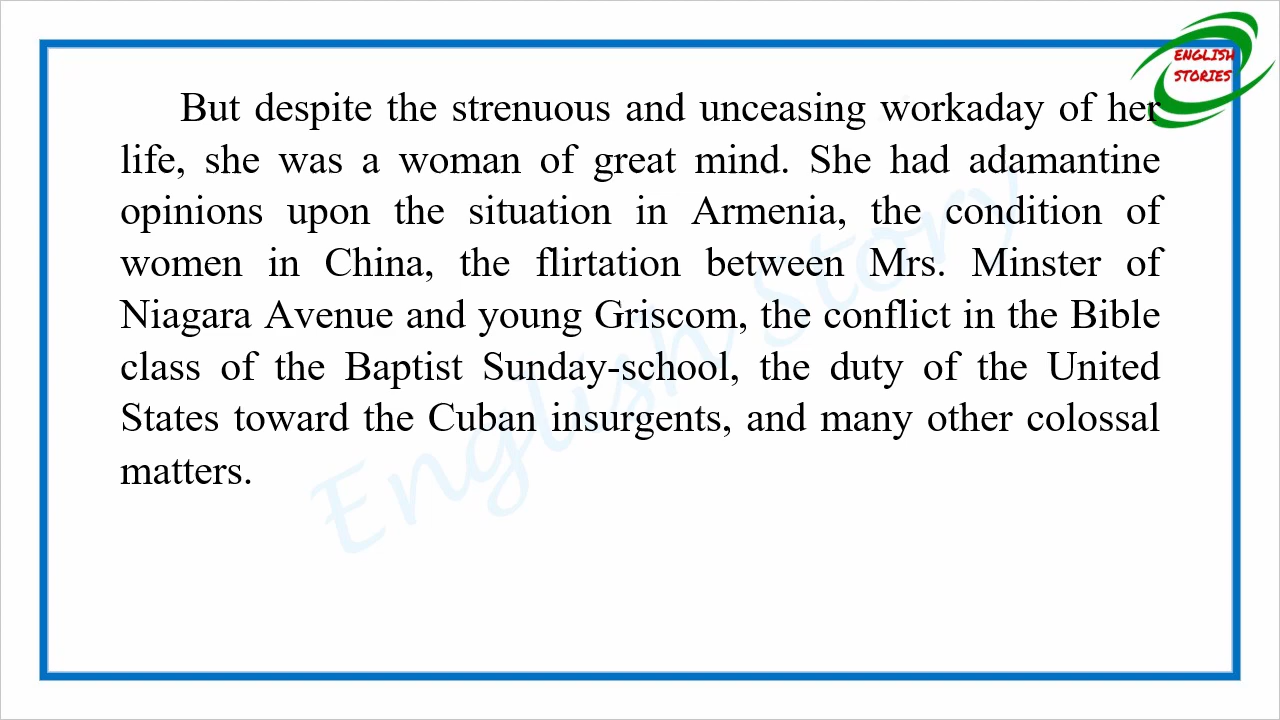 ENGLISH
STORIES
But despite the strenuous and unceasing workaday of her
life, she was a woman of great mind. She had adamantine
opinions upon the situation in Armenia, the condition of
women in China, the flirtation between Mrs. Minster of
Niagara Avenue and young Griscom, the conflict in the Bible
class of the Baptist Sunday-school, the duty of the United
States toward the Cuban insurgents, and many other colossal
matters.
English Story